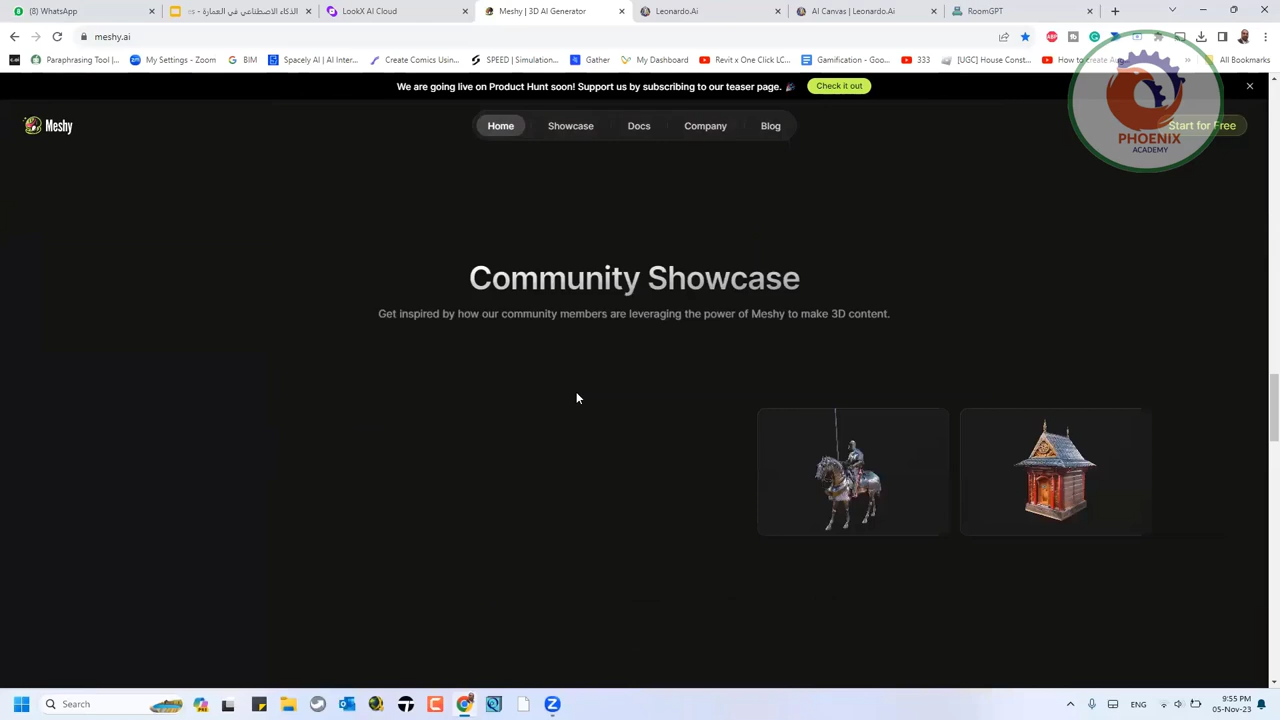 (8) WhatsApp
الذكاء الاصطناعي في العمارة - es
LookX AI Cloud
Meshy | 3D AI Generator
Leonardo.Ai
AI Canvas | Leonardo.Ai
RoomGPT
meshy.ai
Paraphrasing Tool |...
My Settings - Zoom
BIM
Spacely AI | AI Inter...
Create Comics Usin...
SPEED | Simulation...
Gather
My Dashboard
Revit x One Click LC...
Gamification - Goo...
333
[UGC] House Const...
How to create Aug
All Bookmarks
We are going live on Product Hunt soon! Support us by subscribing to our teaser page.
Check it out
Meshy
Home
Showcase
Docs
Company
Blog
Start for Free
PHOENIX
ACADEMY
Community Showcase
Get inspired by how our community members are leveraging the power of Meshy to make 3D content.
Search
ENG
9:55 PM
05-Nov-23